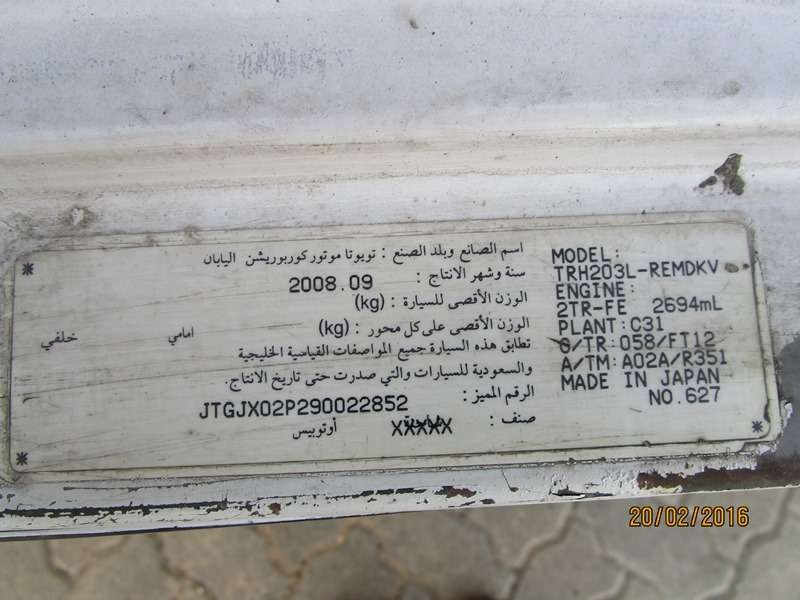 اسم الصانع وبلد الصنع : تويوتا موتور كوربوريشن اليابان
سنة وشهر الانتاج : 2008.09
الوزن الأقصى للسيارة : (kg)
الوزن الأقصى على كل محور : (kg) امامي خلفي
تطابق هذه السيارة جميع المواصفات القياسية الخليجية
والسعودية للسيارات والتي صدرت حتى تاريخ الانتاج.
الرقم المميز : JTGJX02P290022852
صنف : XXXXX أوتوبيس
MODEL:
TRH203L-REMDKV
ENGINE:
2TR-FE 2694mL
PLANT:C31
C/TR:058/FT12
A/TM:A02A/R351
MADE IN JAPAN
NO.627
20/02/2016